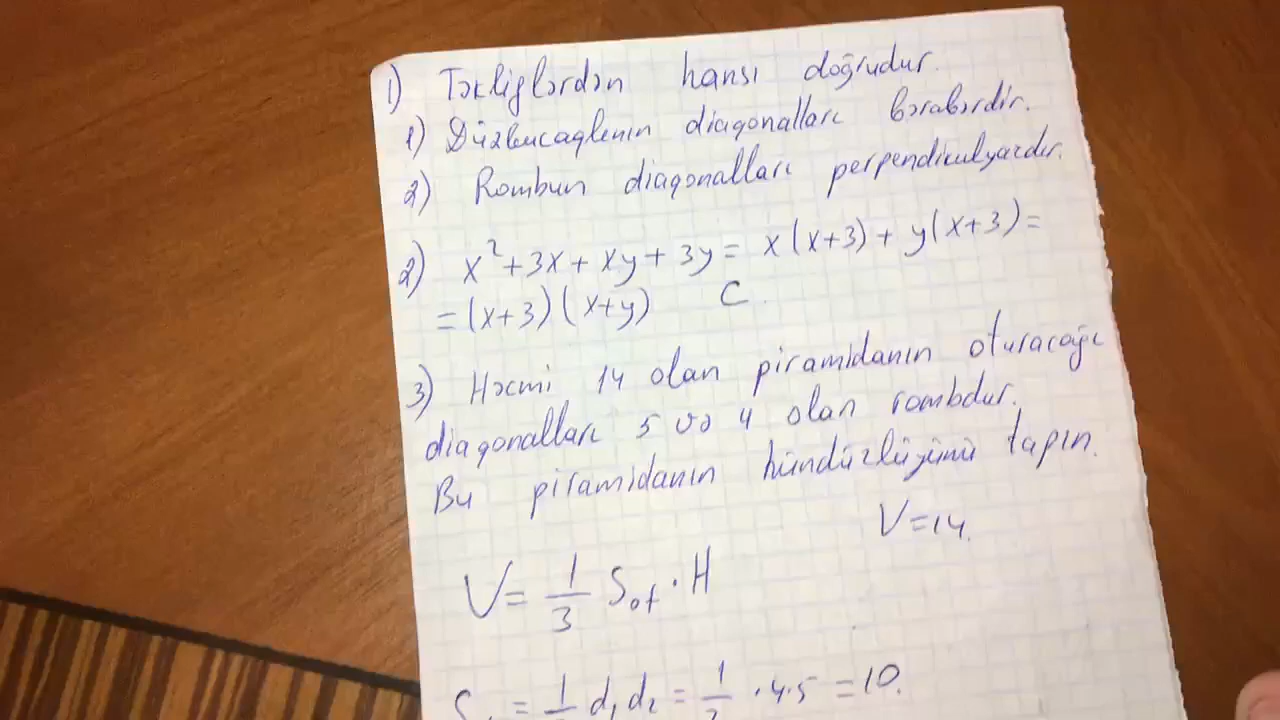 1) Təkliflərdən hansı doğrudur.
1) Düzbucaqlının diaqonalları bərabərdir.
2) Rombun diaqonalları perpendikulyardır.
2) x² + 3x + xy + 3y = x(x+3) + y(x+3) =
= (x+3)(x+y) C.
3) Həcmi 14 olan piramidanın oturacağı
diaqonalları 5 və 4 olan rombdur.
Bu piramidanın hündürlüyünü tapın.
V=14.
V = 1/3 Sot · H
S = 1/2 d₁d₂ = 1/2 · 4·5 = 10.